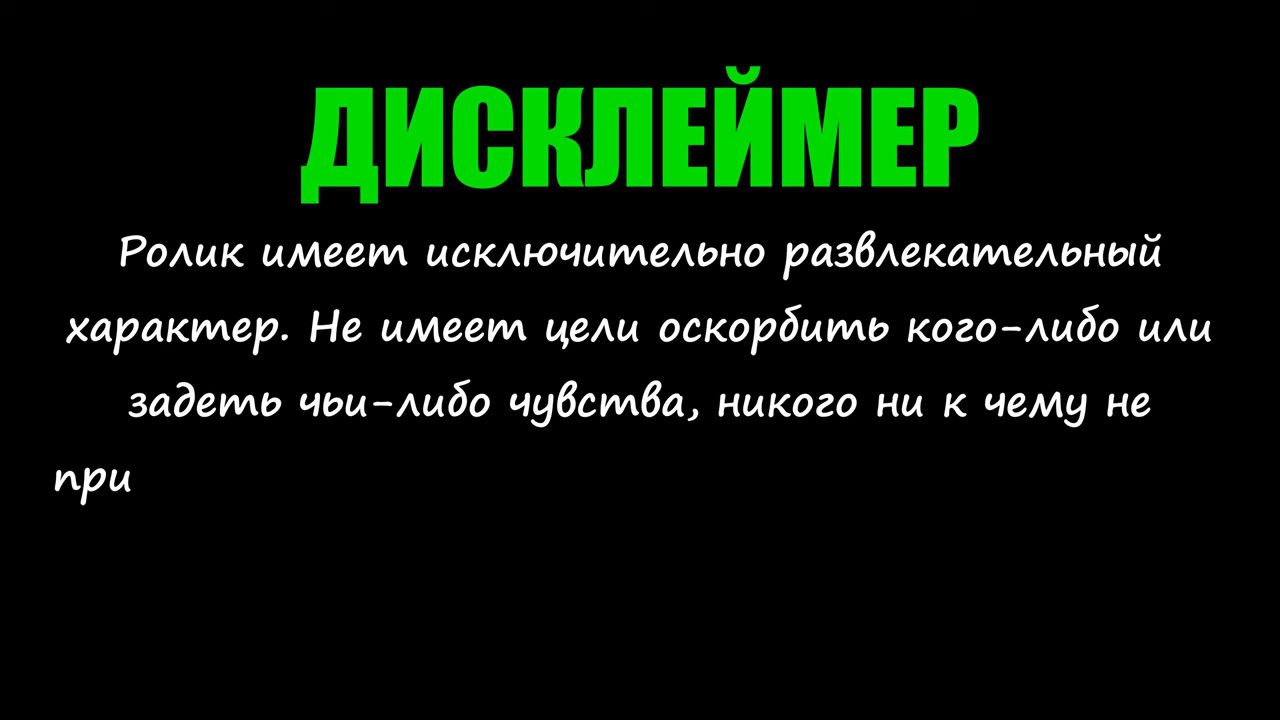 ДИСКЛЕЙМЕР
Ролик имеет исключительно развлекательный
характер. Не имеет цели оскорбить кого-либо или
задеть чьи-либо чувства, никого ни к чему не
при